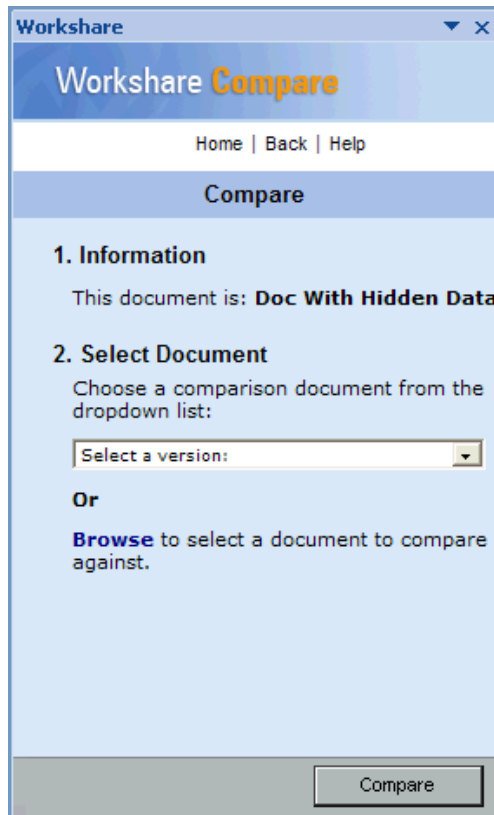 Workshare
Workshare Compare
Home | Back | Help
Compare
1. Information
This document is: Doc With Hidden Data
2. Select Document
Choose a comparison document from the
dropdown list:
Select a version:
Or
Browse to select a document to compare
against.
Compare